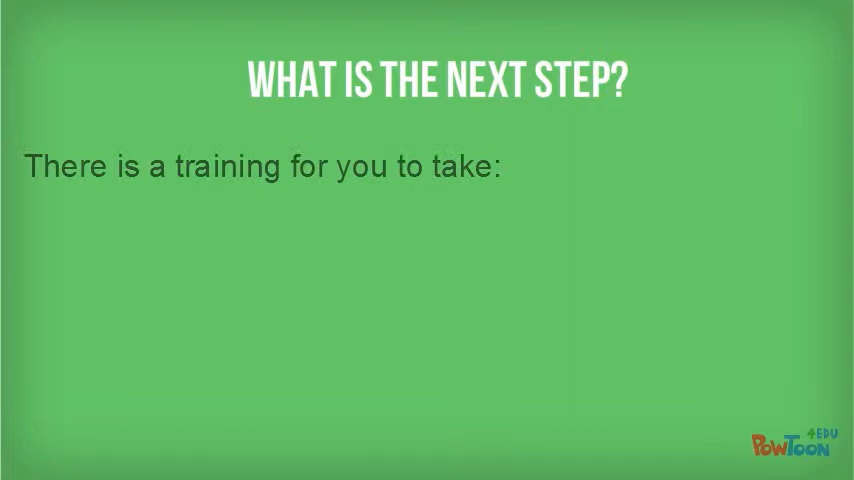 WHAT IS THE NEXT STEP?
There is a training for you to take:
4EDU
POWTOON